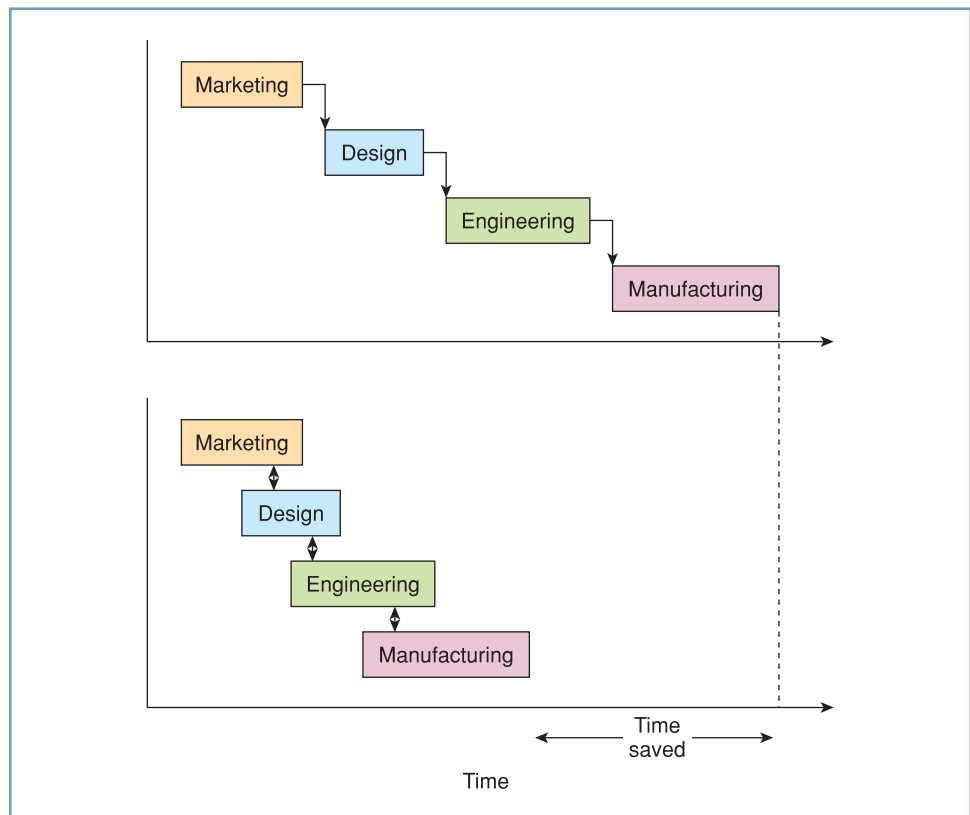 Marketing
Design
Engineering
Manufacturing
Marketing
Design
Engineering
Manufacturing
Time
saved
Time